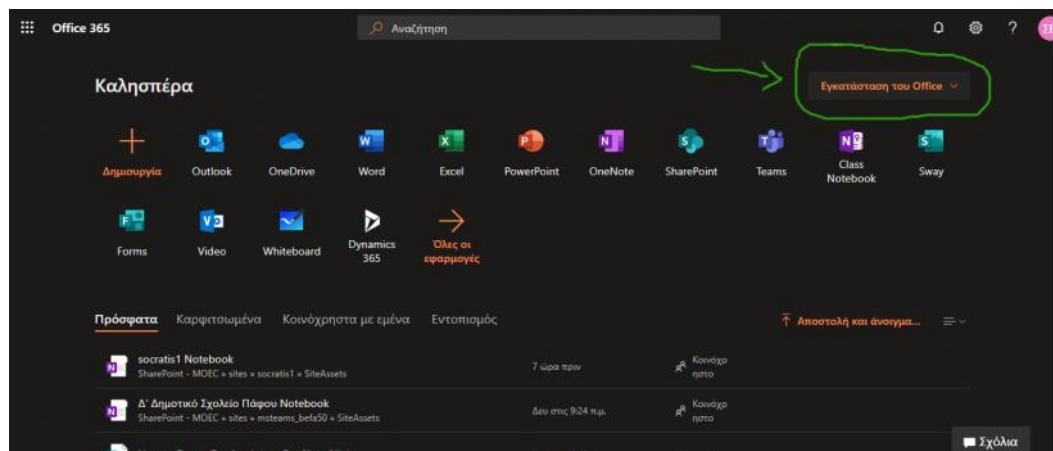 Office 365
Αναζήτηση
?
ΣΓ
Καλησπέρα
Εγκατάσταση του Office
Δημιουργία
Outlook
OneDrive
Word
Excel
PowerPoint
OneNote
SharePoint
Teams
Class
Notebook
Sway
Forms
Video
Whiteboard
Dynamics
365
Όλες οι
εφαρμογές
Πρόσφατα Καρφιτσωμένα Κοινόχρηστα με εμένα Εντοπισμός
Αποστολή και άνοιγμα...
socratis1 Notebook
SharePoint - MOEC » sites » socratis1 » SiteAssets
7 ώρα πριν
Κοινόχρ
ηστο
Δ' Δημοτικό Σχολείο Πάφου Notebook
SharePoint - MOEC » sites » msteams_befa50 » SiteAssets
Δευ στις 9:24 π.μ.
Κοινόχρ
ηστο
Σχόλια